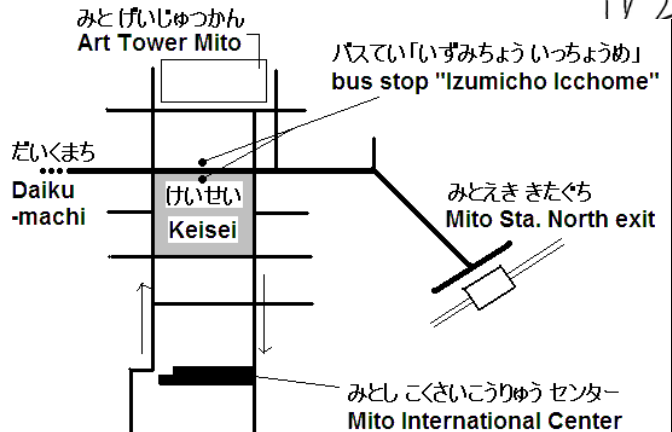 みと げいじゅつかん
Art Tower Mito
バスてい「いずみちょう いっちょうめ」
bus stop "Izumicho Icchome"
だいくまち
Daiku
-machi
けいせい
Keisei
みとえき きたぐち
Mito Sta. North exit
みとし こくさいこうりゅう センター
Mito International Center